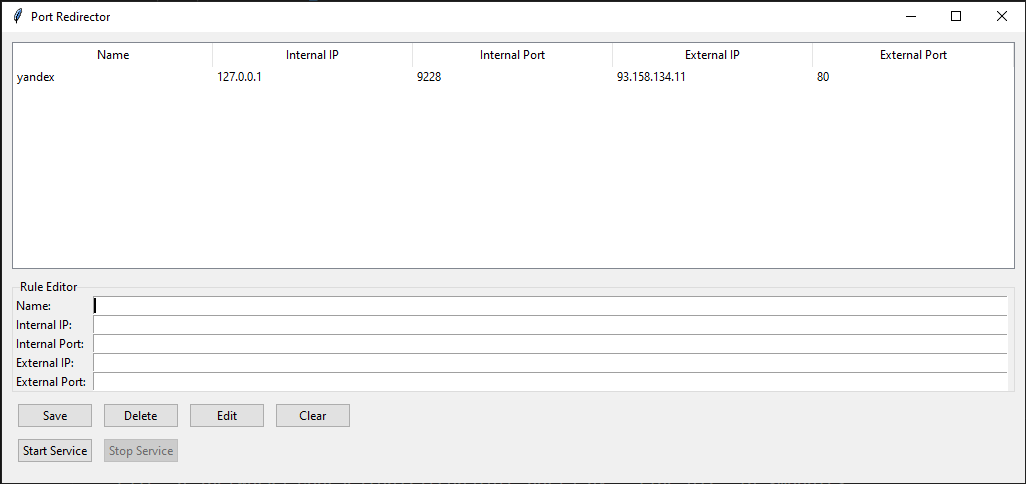 Port Redirector
Name Internal IP Internal Port External IP External Port
yandex 127.0.0.1 9228 93.158.134.11 80
Rule Editor
Name:
Internal IP:
Internal Port:
External IP:
External Port:
Save Delete Edit Clear
Start Service Stop Service